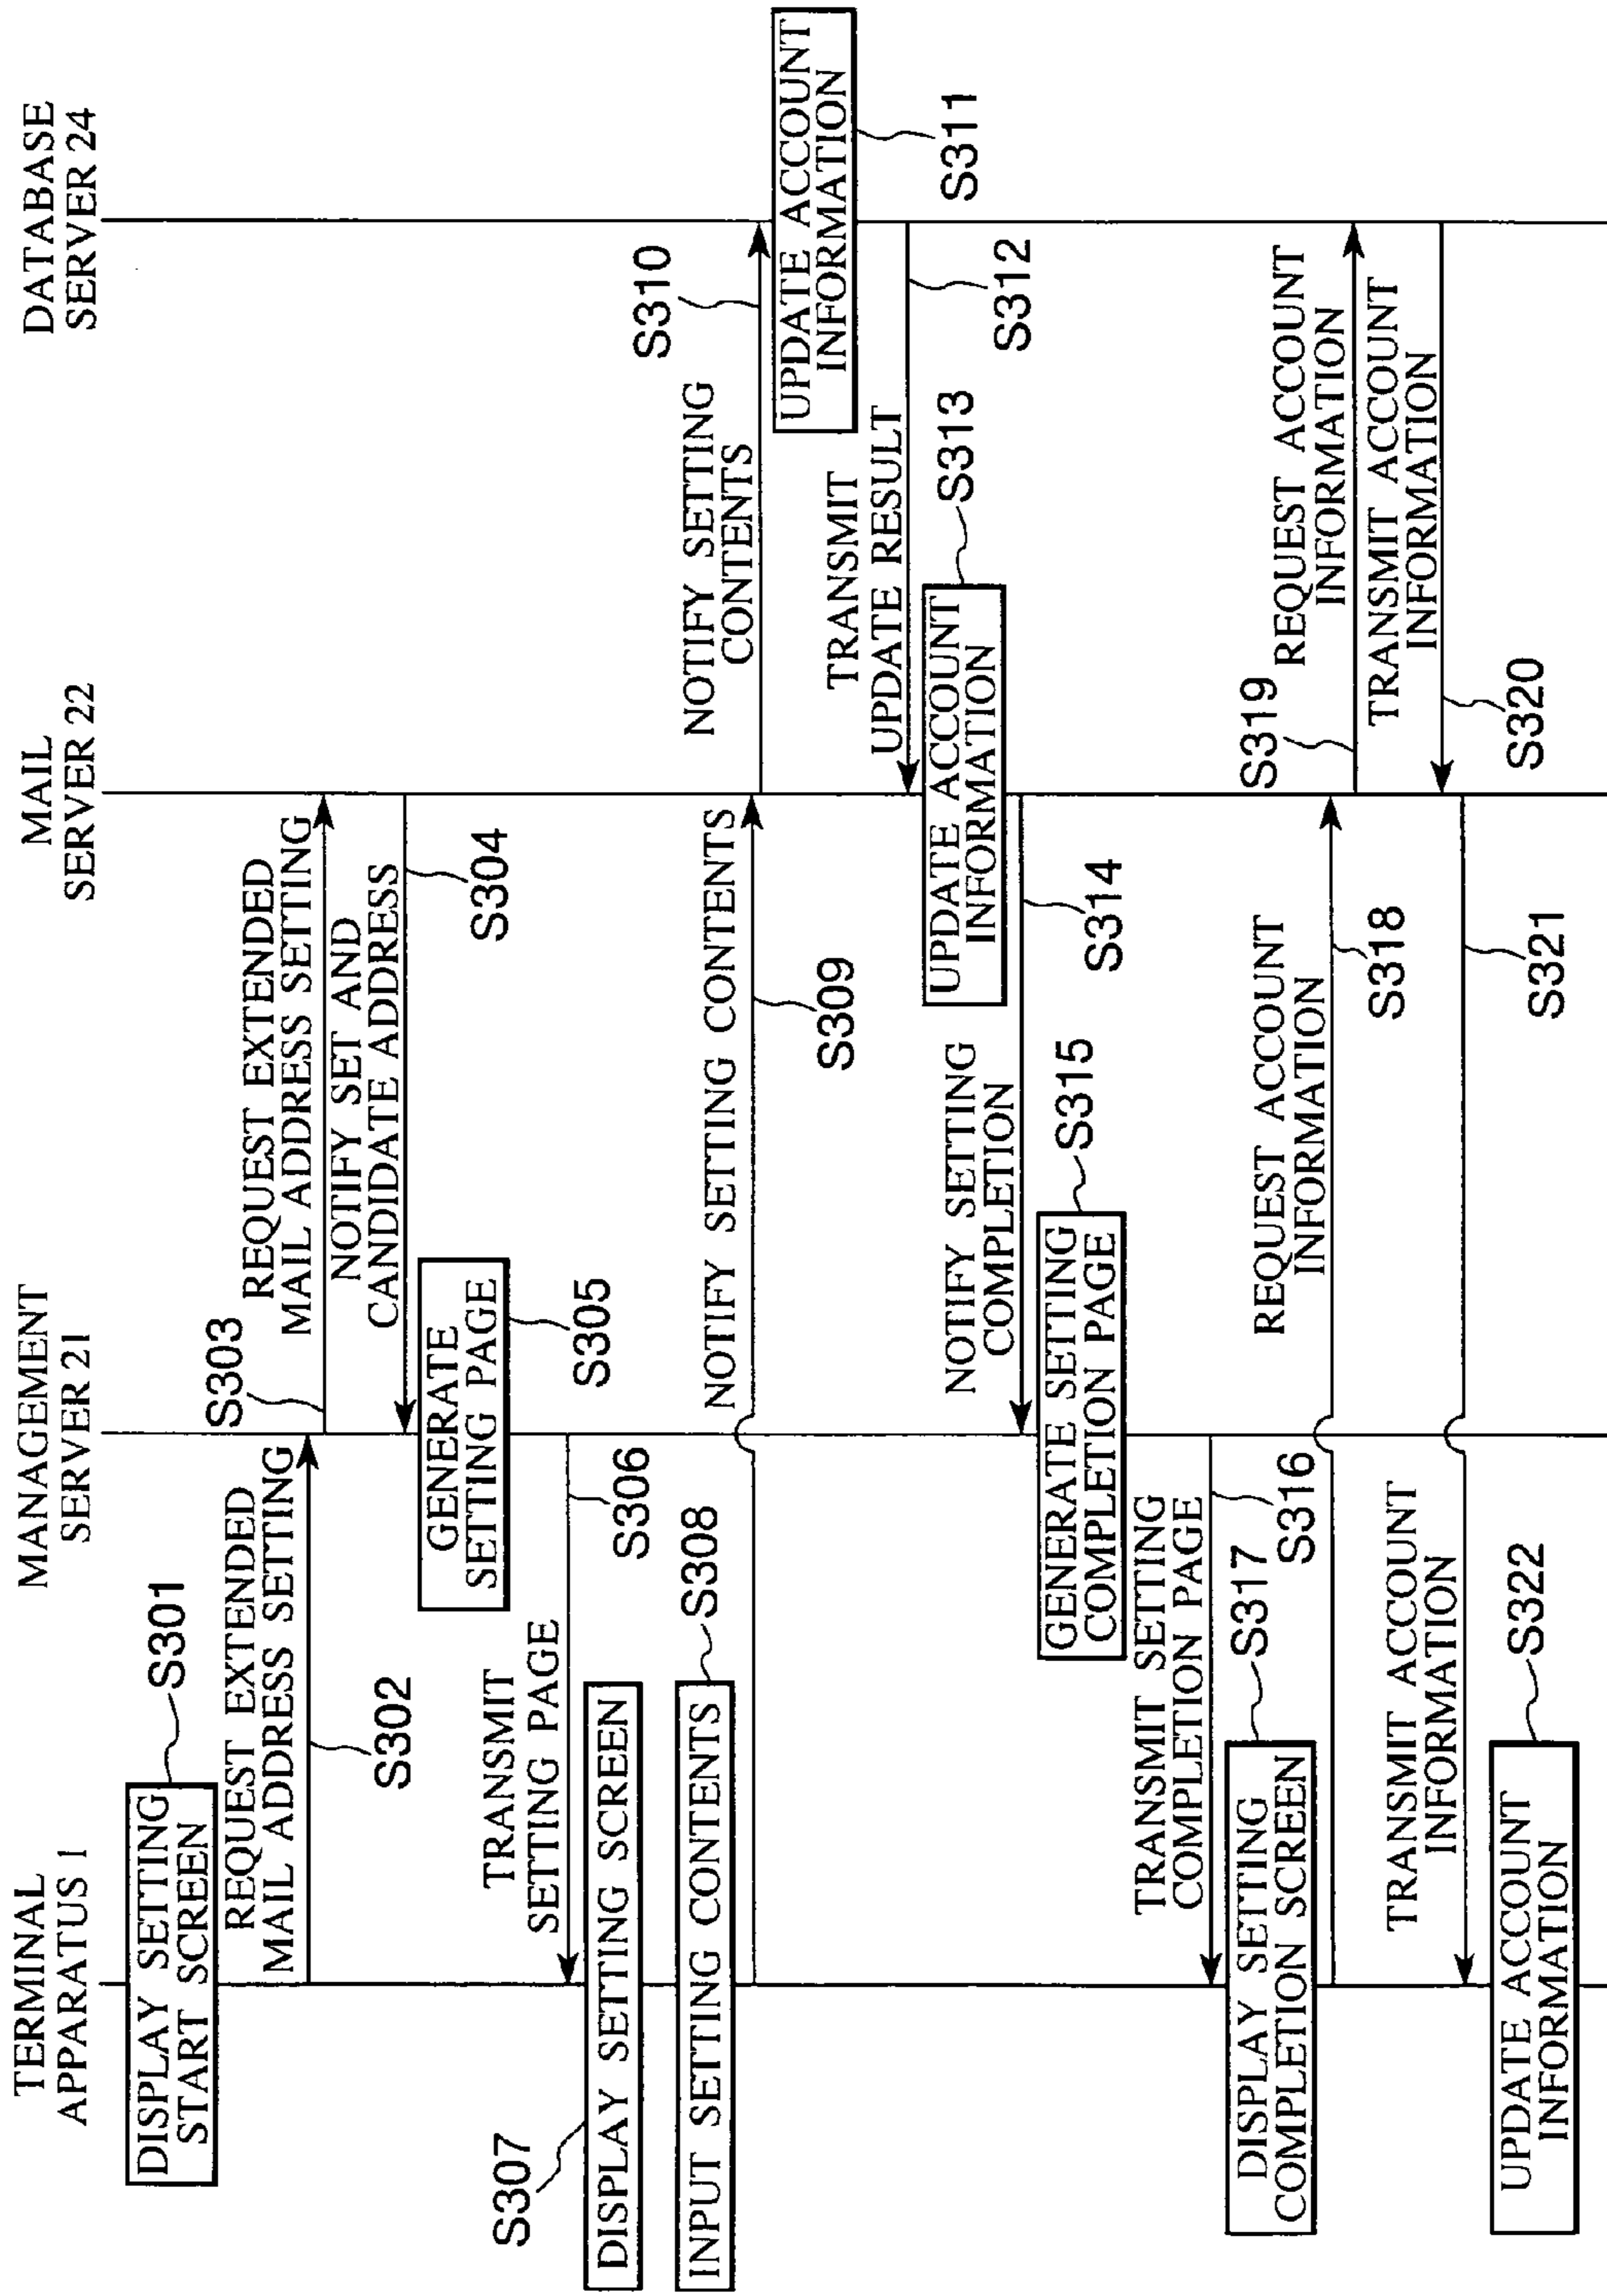 TERMINAL
APPARATUS 1
MANAGEMENT
SERVER 21
MAIL
SERVER 22
DATABASE
SERVER 24
DISPLAY SETTING
START SCREEN
S301
REQUEST EXTENDED
MAIL ADDRESS SETTING
S302
S303
REQUEST EXTENDED
MAIL ADDRESS SETTING
NOTIFY SET AND
CANDIDATE ADDRESS
S304
GENERATE
SETTING PAGE
S305
TRANSMIT
SETTING PAGE
S306
S307
DISPLAY SETTING SCREEN
INPUT SETTING CONTENTS
S308
NOTIFY SETTING CONTENTS
S309
NOTIFY SETTING
CONTENTS
S310
UPDATE ACCOUNT
INFORMATION
S311
TRANSMIT
UPDATE RESULT
S312
UPDATE ACCOUNT
INFORMATION
S313
NOTIFY SETTING
COMPLETION
S314
GENERATE SETTING
COMPLETION PAGE
S315
TRANSMIT SETTING
COMPLETION PAGE
S316
DISPLAY SETTING
COMPLETION SCREEN
S317
REQUEST ACCOUNT
INFORMATION
S318
S319
REQUEST ACCOUNT
INFORMATION
TRANSMIT ACCOUNT
INFORMATION
S320
TRANSMIT ACCOUNT
INFORMATION
S321
UPDATE ACCOUNT
INFORMATION
S322